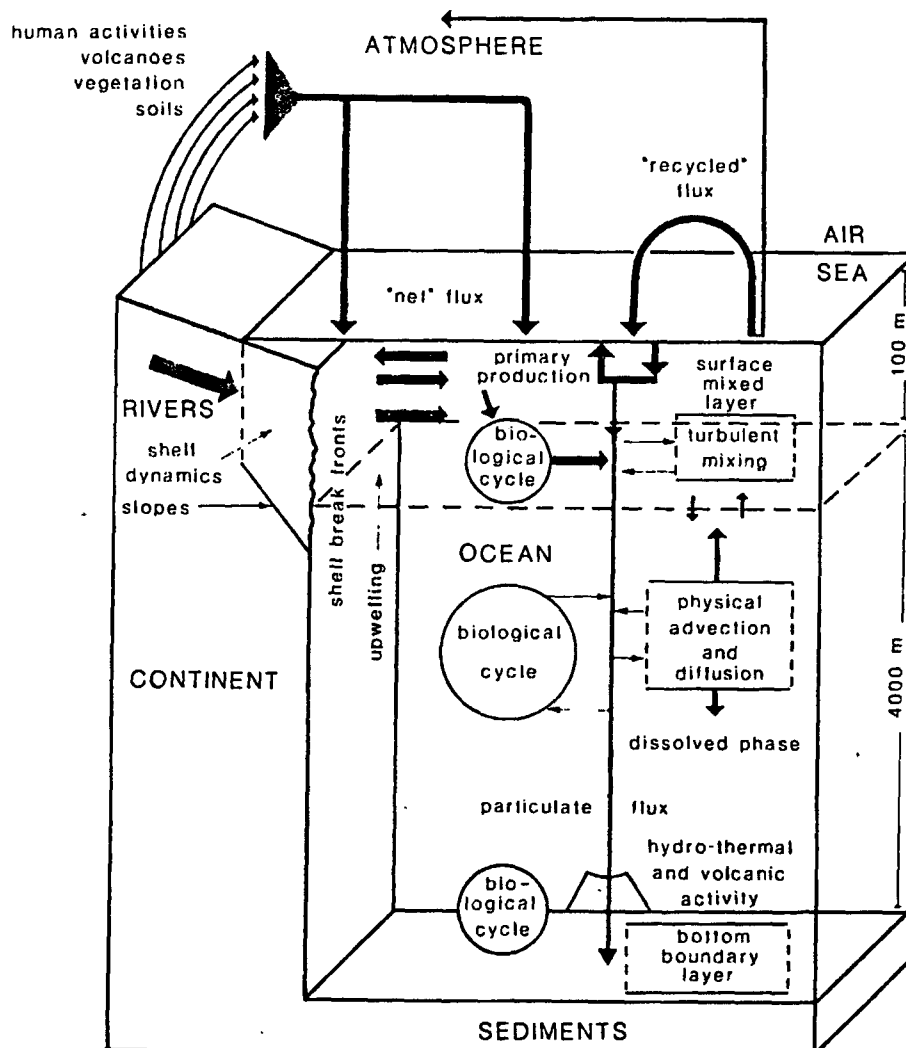 human activities
volcanoes
vegetation
soils
ATMOSPHERE
"recycled"
flux
AIR
SEA
"net" flux
100 m
primary
production
surface
mixed
layer
RIVERS
bio-
logical
cycle
turbulent
mixing
shelf
dynamics
slopes
shelf break fronts
upwelling
OCEAN
biological
cycle
physical
advection
and
diffusion
4000 m
CONTINENT
dissolved phase
particulate flux
hydro-thermal
and volcanic
activity
bio-
logical
cycle
bottom
boundary
layer
SEDIMENTS